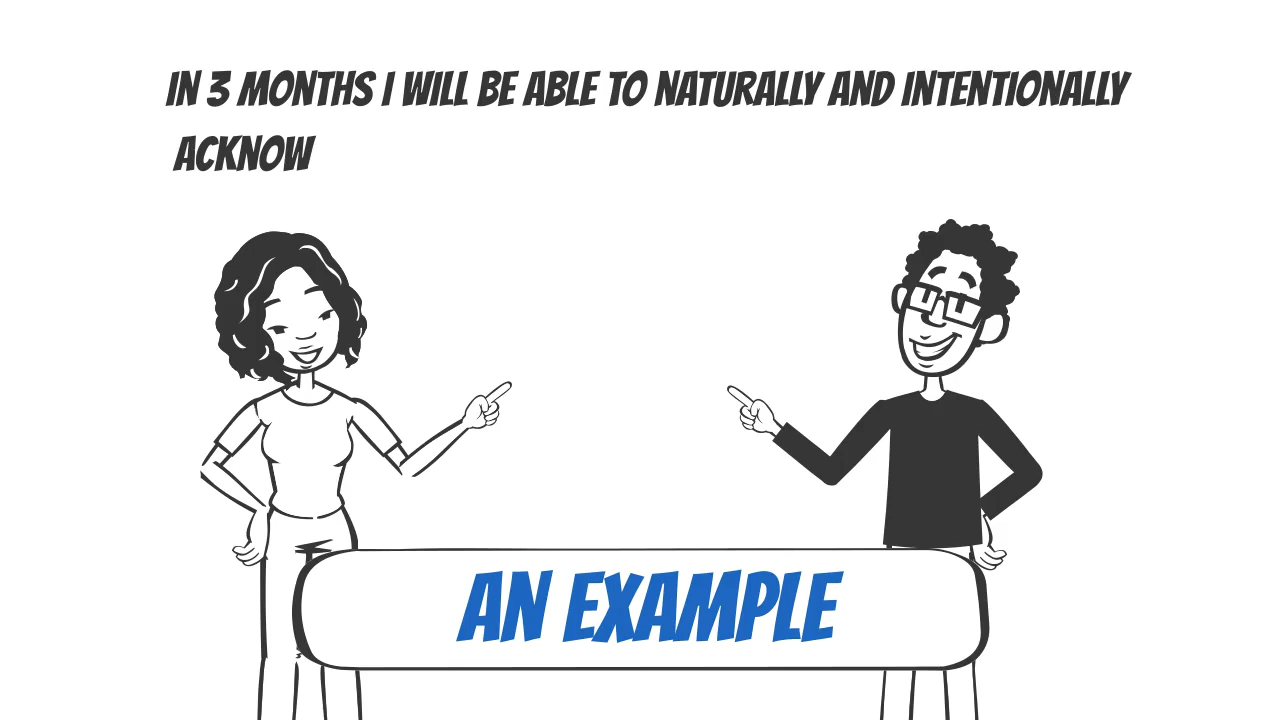 IN 3 MONTHS I WILL BE ABLE TO NATURALLY AND INTENTIONALLY
ACKNOW
AN EXAMPLE